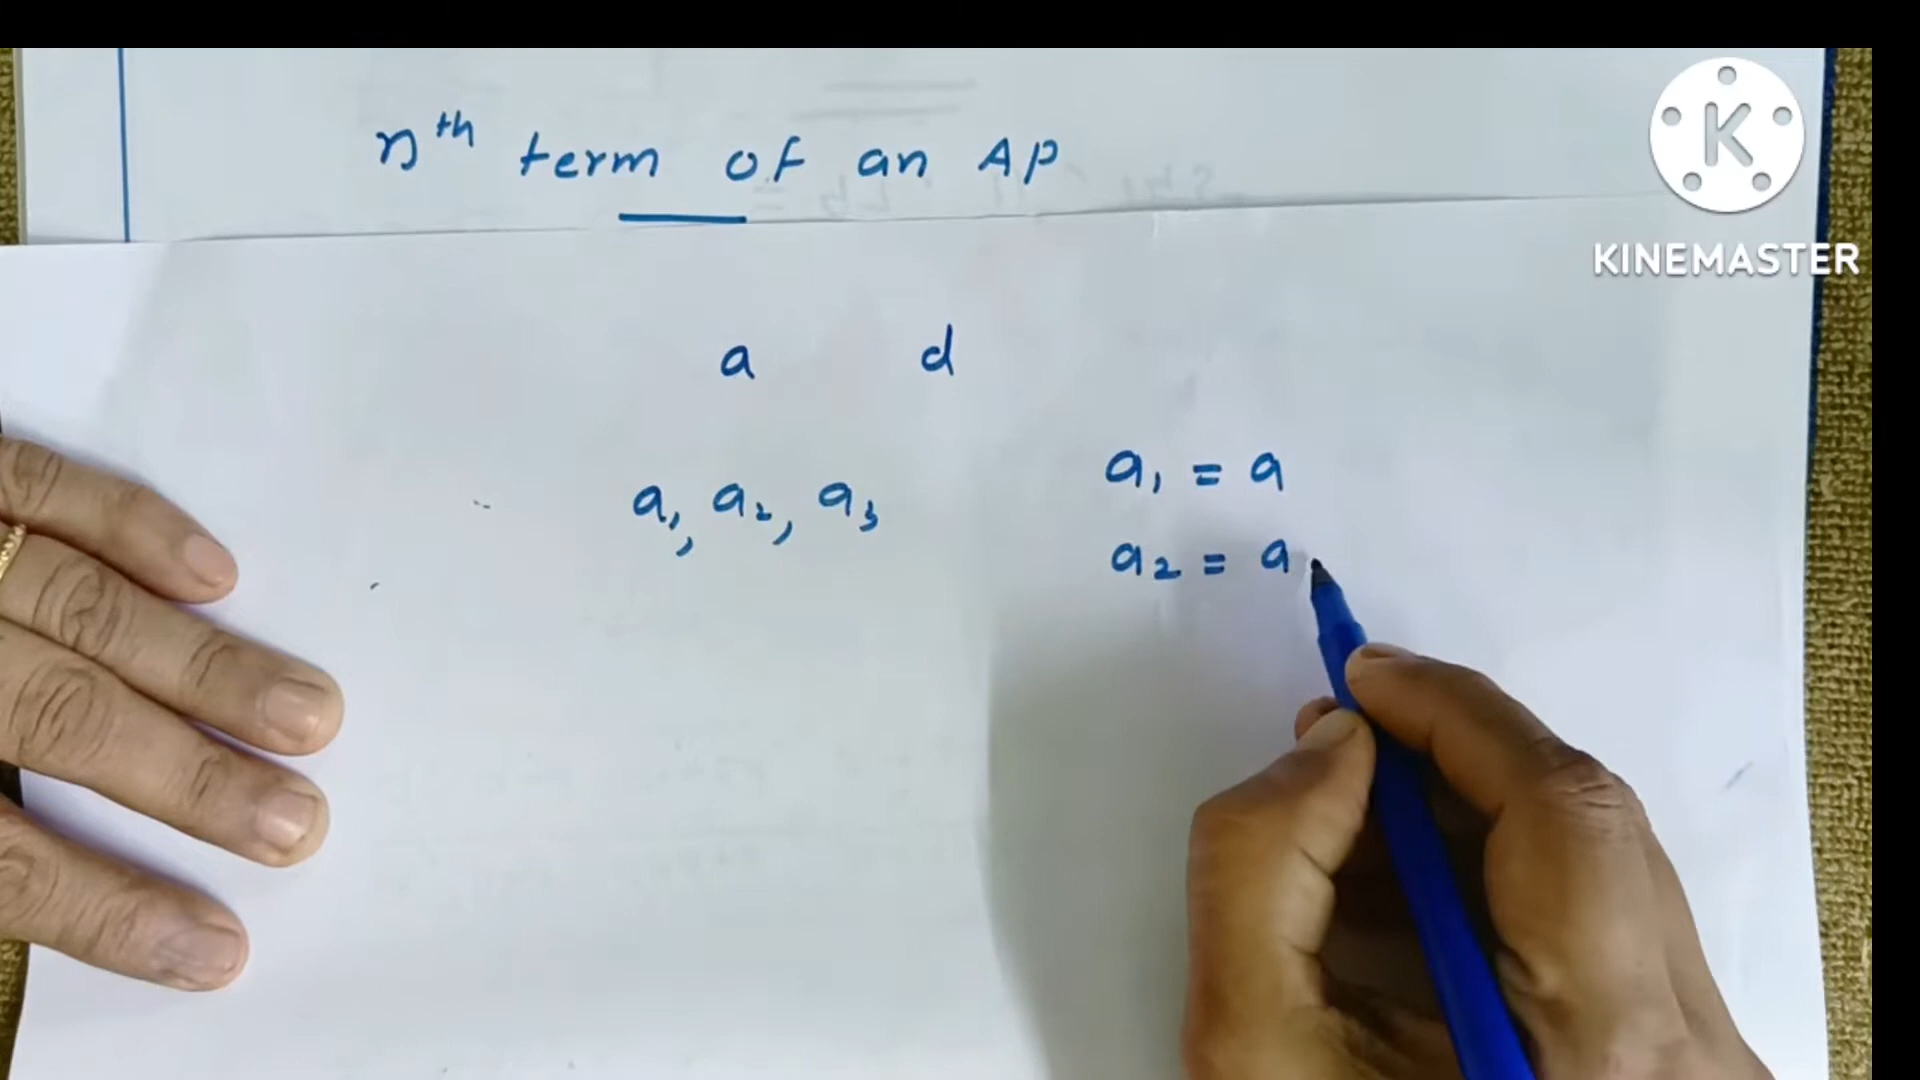 nth term of an AP
K
KINEMASTER
a d
a1, a2, a3
a1 = a
a2 = a